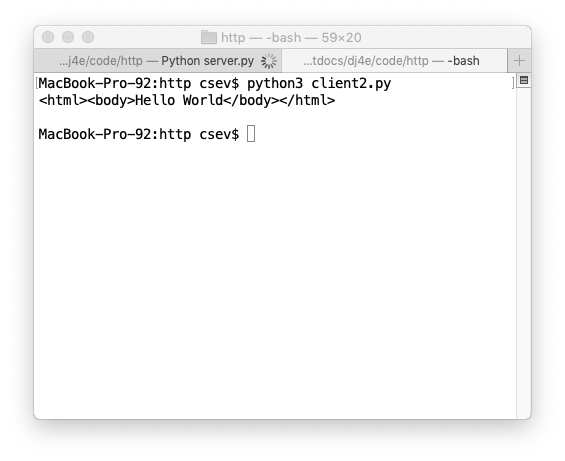 http — -bash — 59×20
...j4e/code/http — Python server.py
...tdocs/dj4e/code/http — -bash
+
[MacBook-Pro-92:http csev$ python3 client2.py ]
<html><body>Hello World</body></html>
MacBook-Pro-92:http csev$